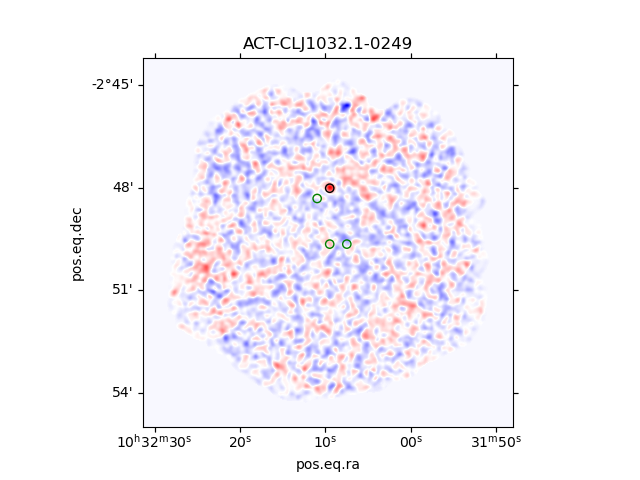 ACT-CLJ1032.1-0249
-2°45'
48'
51'
54'
10ʰ32ᵐ30ˢ 20ˢ 10ˢ 00ˢ 31ᵐ50ˢ
pos.eq.ra
pos.eq.dec